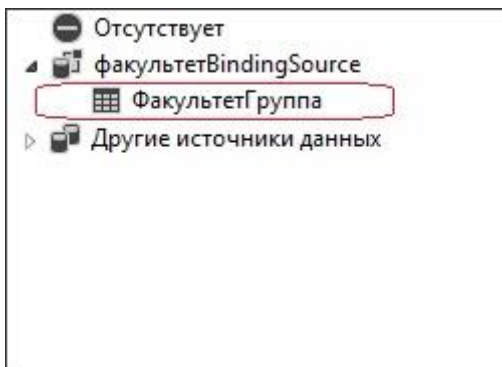 Отсутствует
факультетBindingSource
ФакультетГруппа
Другие источники данных